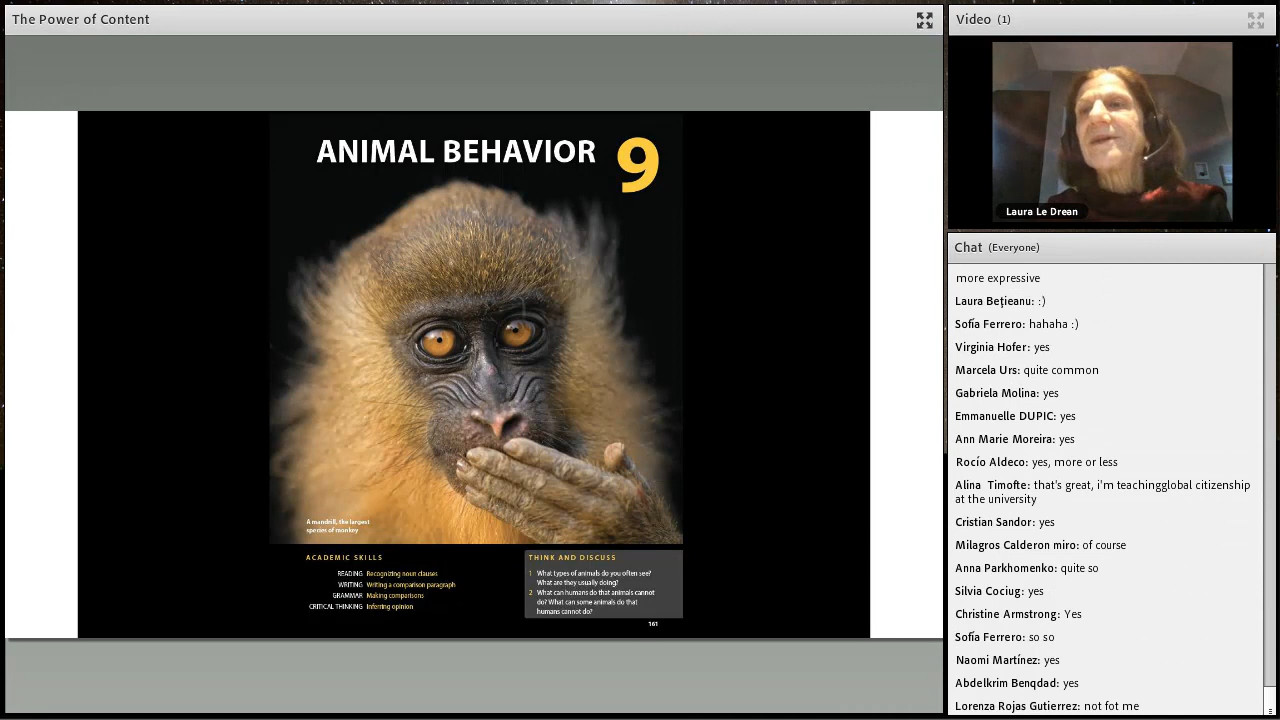 The Power of Content
ANIMAL BEHAVIOR 9
A mandrill, the largest
species of monkey
ACADEMIC SKILLS
READING Recognizing noun clauses
WRITING Writing a comparison paragraph
GRAMMAR Making comparisons
CRITICAL THINKING Inferring opinion
THINK AND DISCUSS
1 What types of animals do you often see?
What are they usually doing?
2 What can humans do that animals cannot
do? What can some animals do that
humans cannot do?
161
Video (1)
Laura Le Drean
Chat (Everyone)
more expressive
Laura Bețieanu: :)
Sofía Ferrero: hahaha :)
Virginia Hofer: yes
Marcela Urs: quite common
Gabriela Molina: yes
Emmanuelle DUPIC: yes
Ann Marie Moreira: yes
Rocío Aldeco: yes, more or less
Alina Timofte: that's great, i'm teachingglobal citizenship
at the university
Cristian Sandor: yes
Milagros Calderon miro: of course
Anna Parkhomenko: quite so
Silvia Cociug: yes
Christine Armstrong: Yes
Sofía Ferrero: so so
Naomi Martínez: yes
Abdelkrim Benqdad: yes
Lorenza Rojas Gutierrez: not fot me